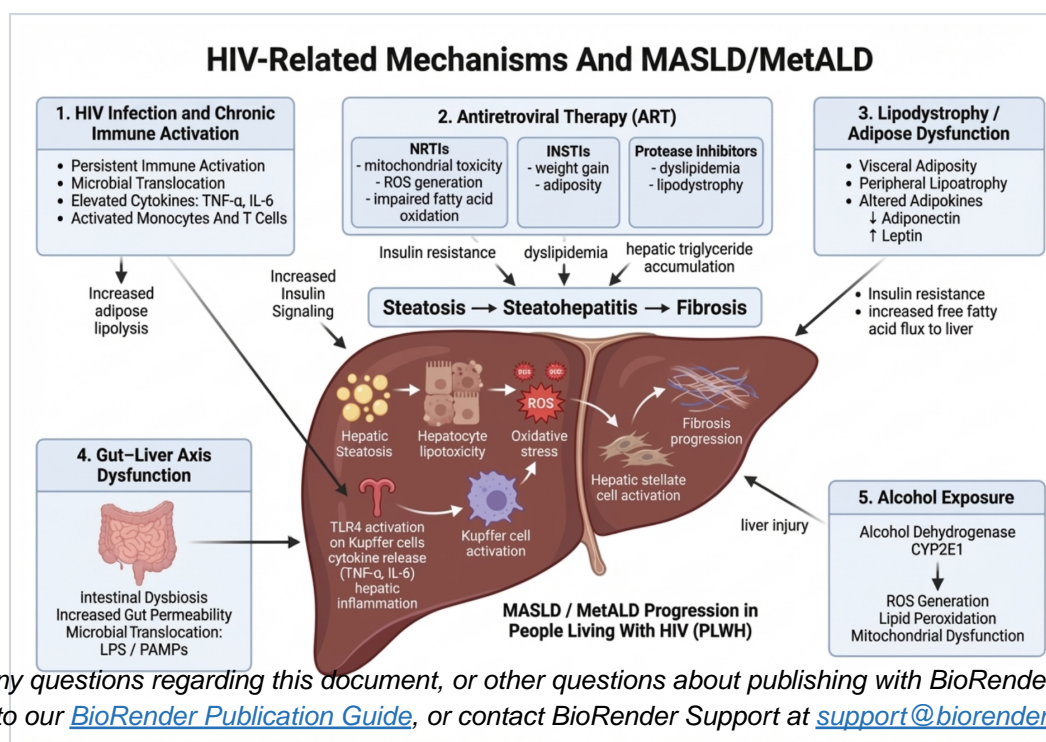 HIV-Related Mechanisms And MASLD/MetALD
1. HIV Infection and Chronic
Immune Activation
• Persistent Immune Activation
• Microbial Translocation
• Elevated Cytokines: TNF-α, IL-6
• Activated Monocytes And T Cells
2. Antiretroviral Therapy (ART)
NRTIs
- mitochondrial toxicity
- ROS generation
- impaired fatty acid
oxidation
INSTIs
- weight gain
- adiposity
Protease inhibitors
- dyslipidemia
- lipodystrophy
3. Lipodystrophy /
Adipose Dysfunction
• Visceral Adiposity
• Peripheral Lipoatrophy
• Altered Adipokines
↓ Adiponectin
↑ Leptin
Increased
adipose
lipolysis
Increased
Insulin
Signaling
Insulin resistance
dyslipidemia
hepatic triglyceride
accumulation
Steatosis → Steatohepatitis → Fibrosis
• Insulin resistance
• increased free fatty
acid flux to liver
Hepatic
Steatosis
Hepatocyte
lipotoxicity
ROS
Oxidative
stress
Hepatic stellate
cell activation
Fibrosis
progression
TLR4 activation
on Kupffer cells
cytokine release
(TNF-α, IL-6)
hepatic
inflammation
Kupffer cell
activation
4. Gut–Liver Axis
Dysfunction
Intestinal Dysbiosis
Increased Gut Permeability
Microbial Translocation:
LPS / PAMPs
liver injury
5. Alcohol Exposure
Alcohol Dehydrogenase
CYP2E1
ROS Generation
Lipid Peroxidation
Mitochondrial Dysfunction
MASLD / MetALD Progression in
People Living With HIV (PLWH)
ny questions regarding this document, or other questions about publishing with BioRende
to our BioRender Publication Guide, or contact BioRender Support at support@biorender